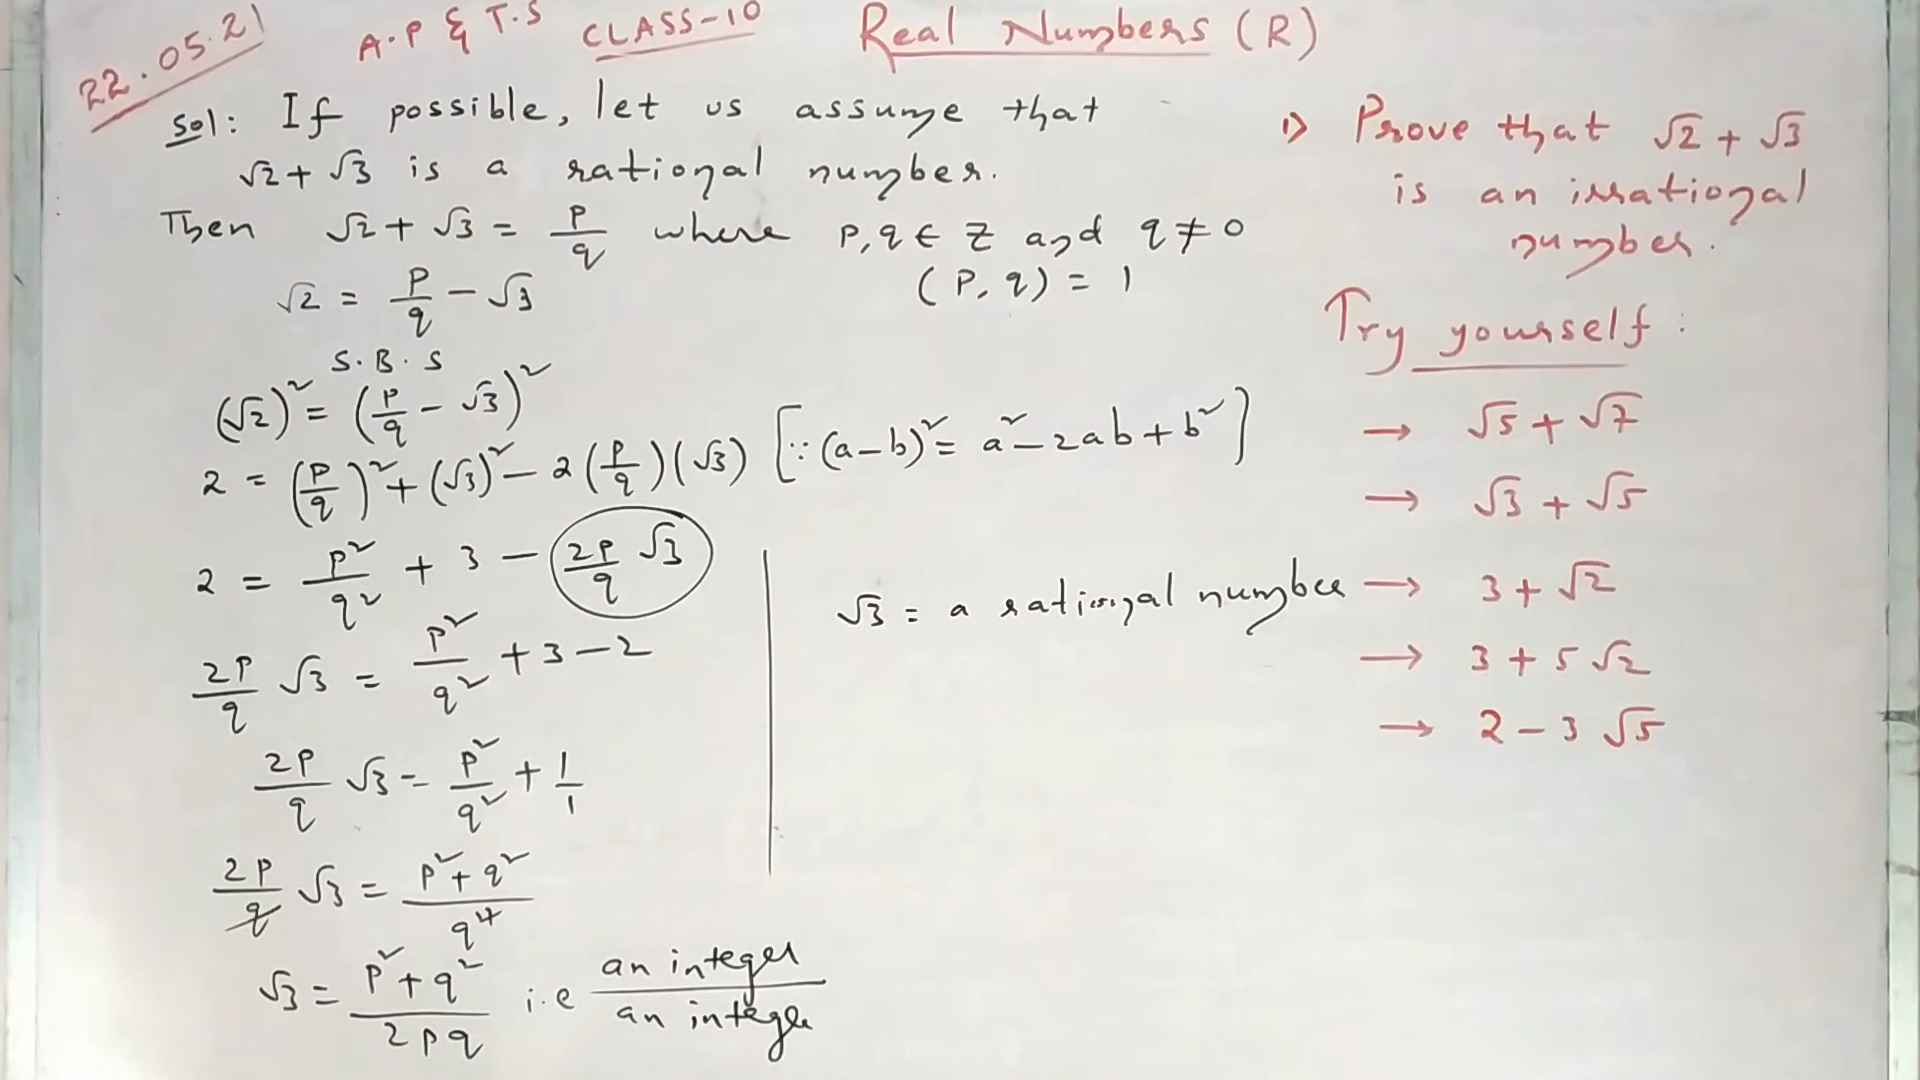 22.05.21
A.P & T.S CLASS-10 Real Numbers (R)
Sol: If possible, let us assume that
√2 + √3 is a rational number.
Then √2 + √3 = p/q where p, q ∈ Z and q ≠ 0
(p, q) = 1
√2 = p/q - √3
S.B.S
(√2)² = (p/q - √3)²
2 = (p/q)² + (√3)² - 2(p/q)(√3) [∵ (a-b)² = a² - 2ab + b²]
2 = p²/q² + 3 - 2p/q √3
2p/q √3 = p²/q² + 3 - 2
2p/q √3 = p²/q² + 1/1
2p/q √3 = p² + q²/q²
√3 = p² + q²/2pq i.e an integer/an integer
√3 = a rational number
1) Prove that √2 + √3
is an irrational
number.
Try yourself :
→ √5 + √7
→ √3 + √5
→ 3 + √2
→ 3 + 5√2
→ 2 - 3√5